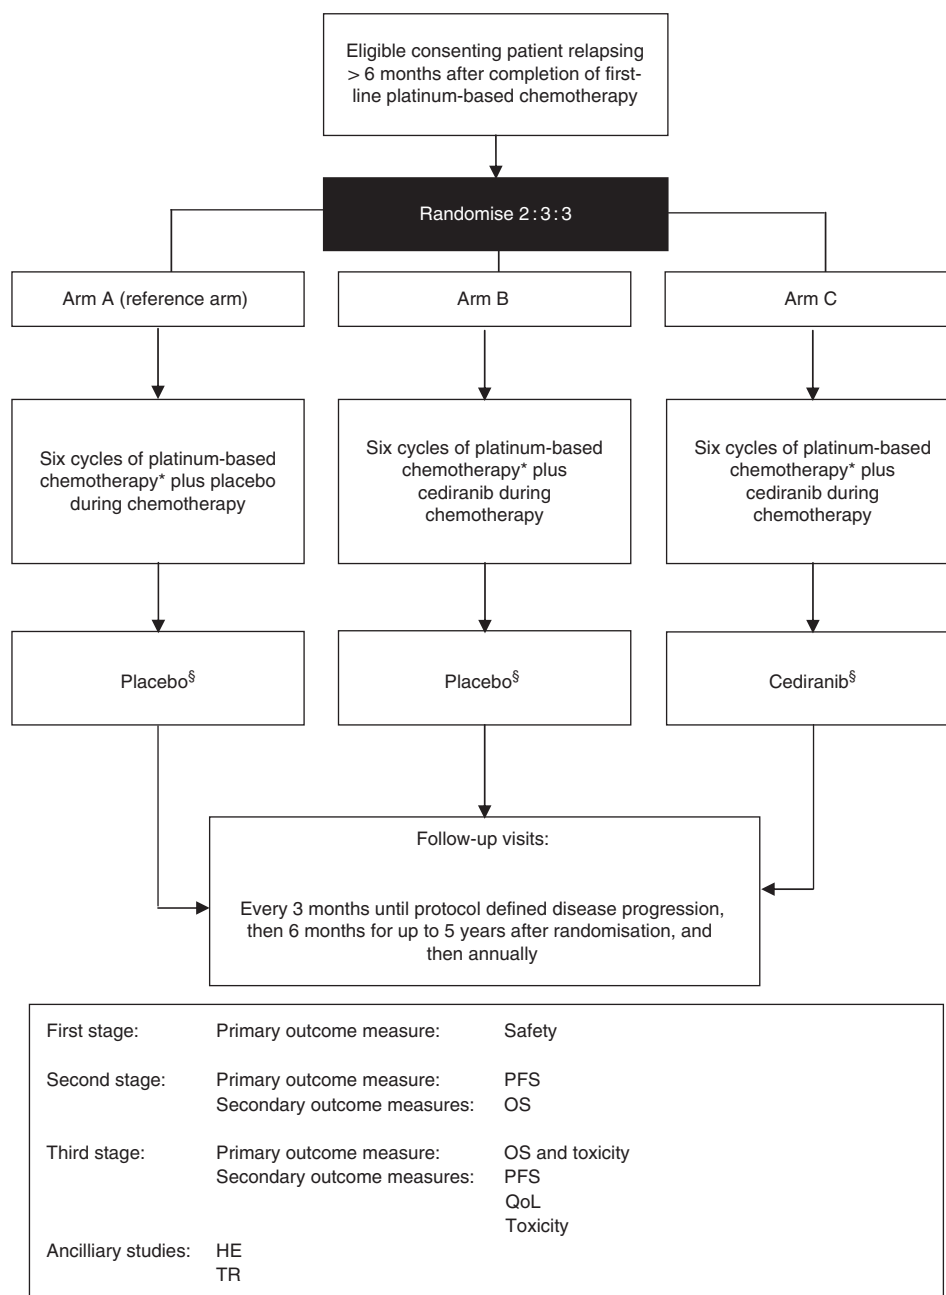 Eligible consenting patient relapsing
> 6 months after completion of first-
line platinum-based chemotherapy
Randomise 2:3:3
Arm A (reference arm)
Arm B
Arm C
Six cycles of platinum-based
chemotherapy* plus placebo
during chemotherapy
Six cycles of platinum-based
chemotherapy* plus
cediranib during
chemotherapy
Six cycles of platinum-based
chemotherapy* plus
cediranib during
chemotherapy
Placebo§
Placebo§
Cediranib§
Follow-up visits:
Every 3 months until protocol defined disease progression,
then 6 months for up to 5 years after randomisation, and
then annually
First stage: Primary outcome measure: Safety
Second stage: Primary outcome measure: PFS
Secondary outcome measures: OS
Third stage: Primary outcome measure: OS and toxicity
Secondary outcome measures: PFS
QoL
Toxicity
Ancilliary studies: HE
TR